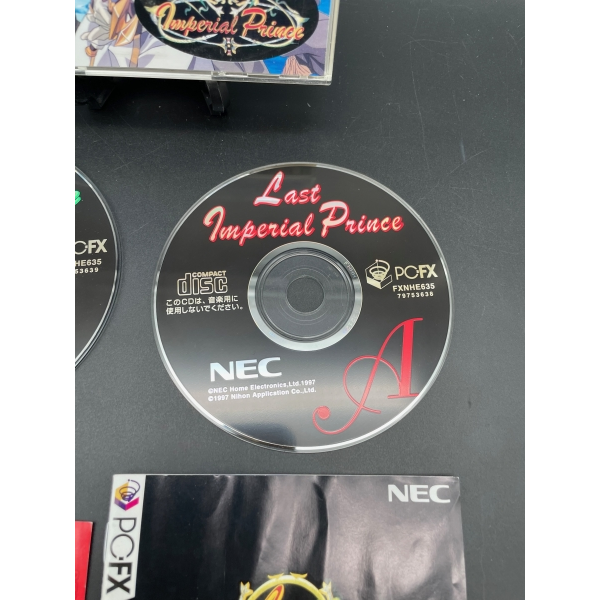 Imperial Prince
PC-FX
FXNHE635
79753639
Last
Imperial Prince
COMPACT
disc
このCDは、音楽用に
使用しないでください。
PC-FX
FXNHE635
79753638
NEC
©NEC Home Electronics,Ltd.1997
©1997 Nihon Application Co.,Ltd.
A
NEC
PC-FX